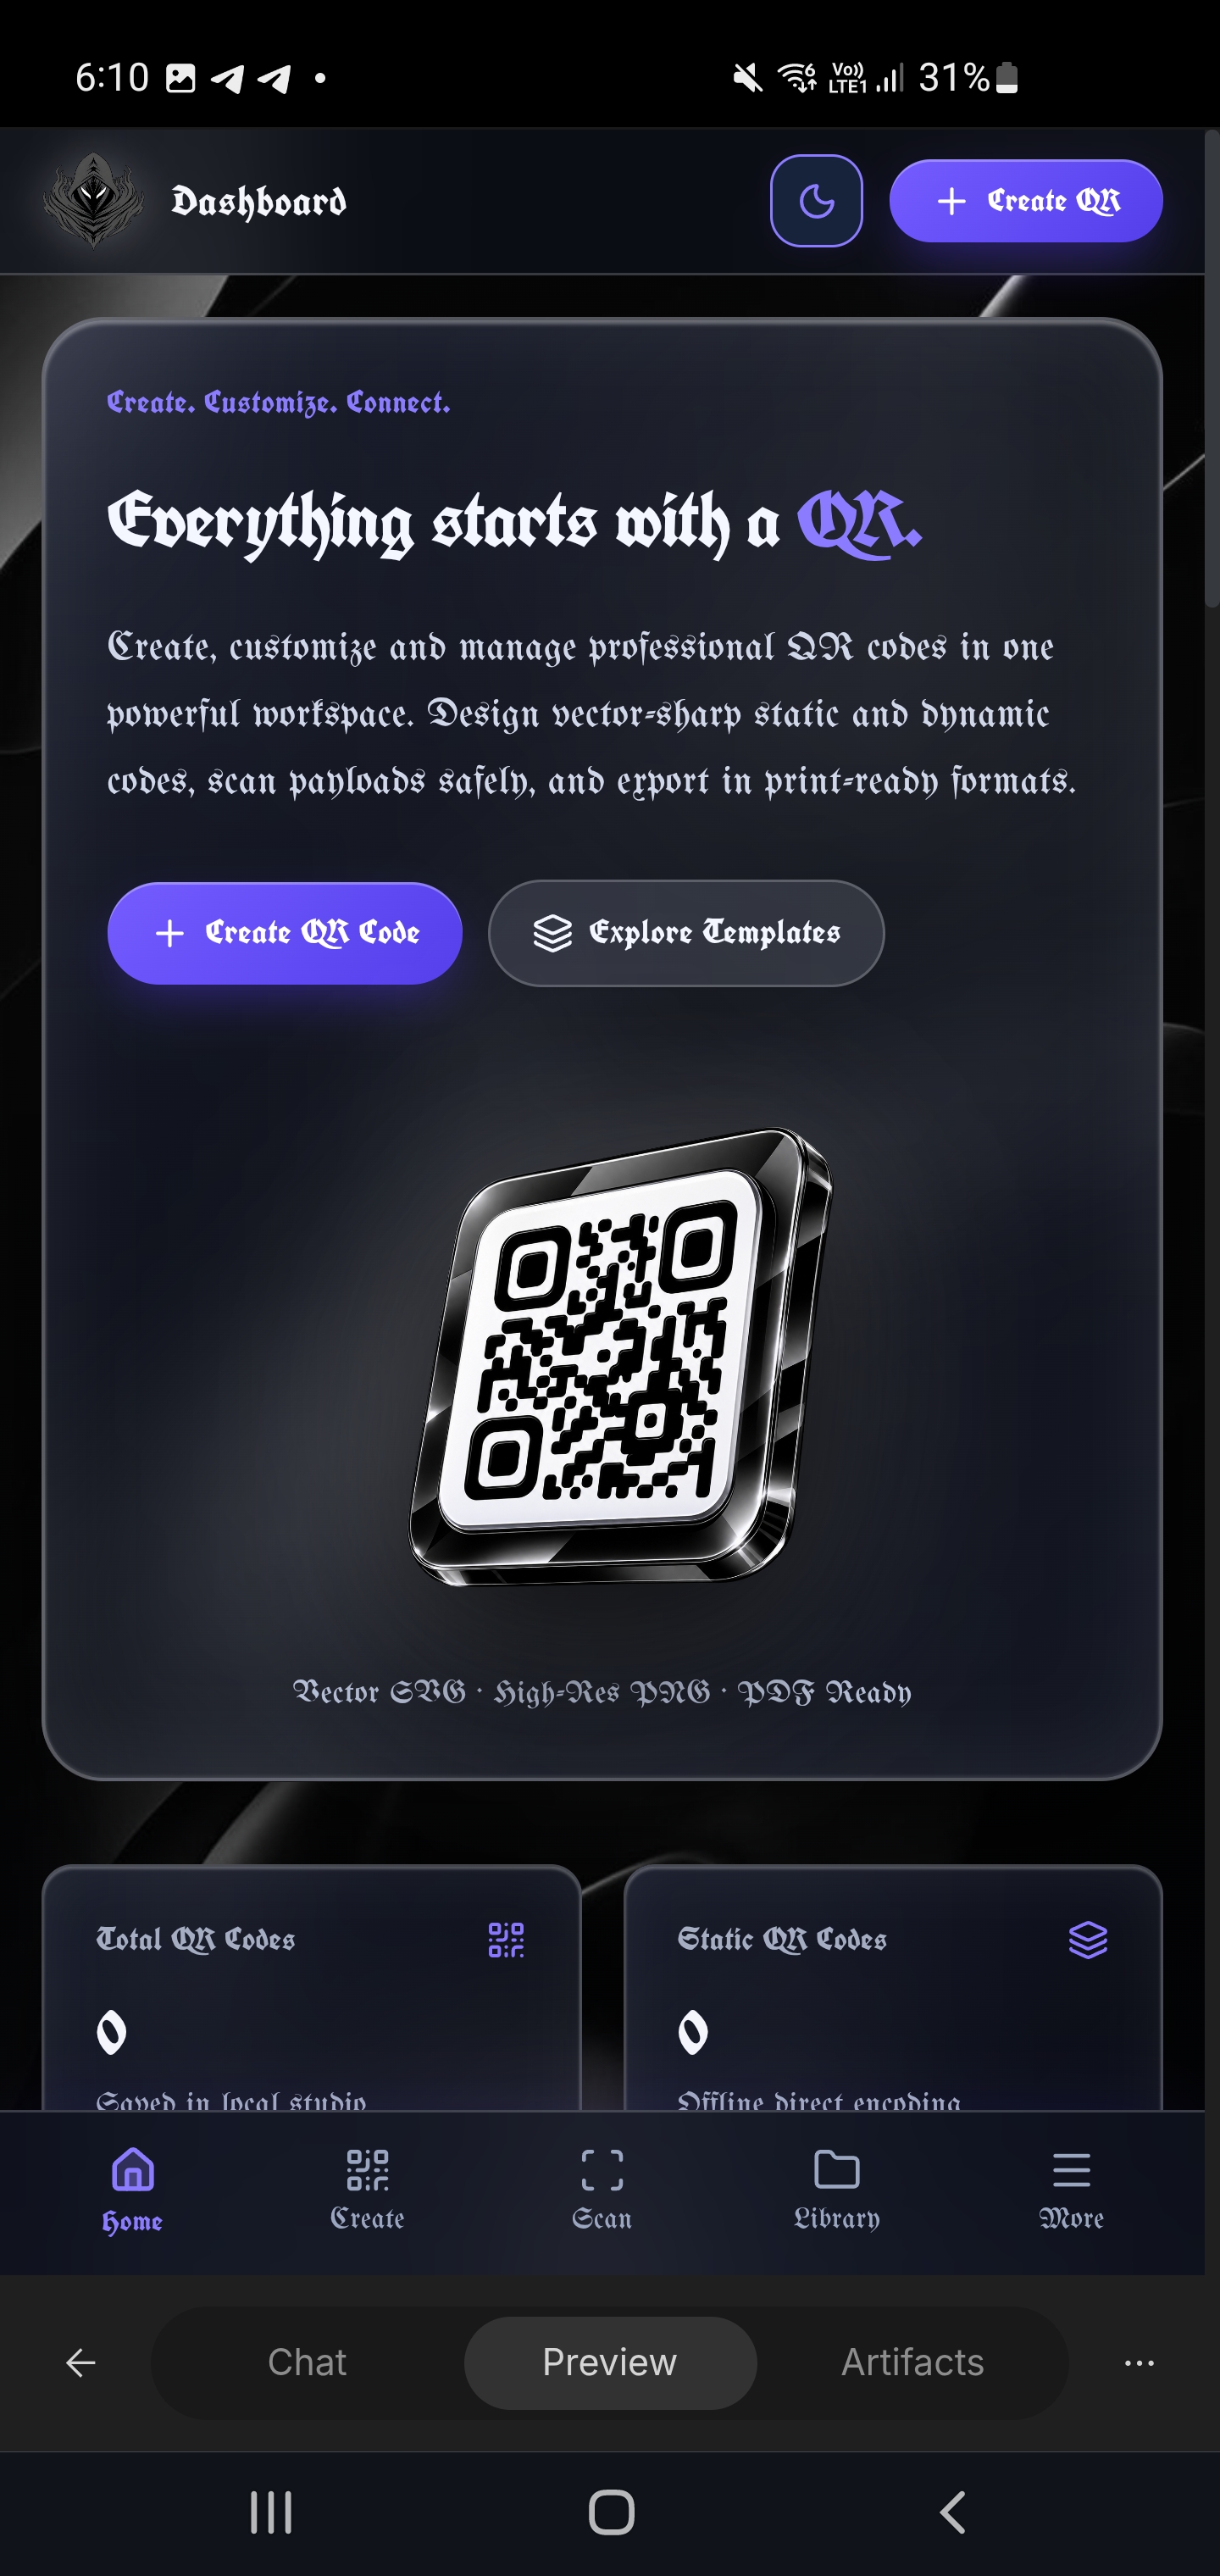 6:10
Vo)) LTE1 31%
Dashboard
Create QR
Create. Customize. Connect.
Everything starts with a QR.
Create, customize and manage professional QR codes in one
powerful workspace. Design vector-sharp static and dynamic
codes, scan payloads safely, and export in print-ready formats.
Create QR Code
Explore Templates
Vector SVG · High-Res PNG · PDF Ready
Total QR Codes
Static QR Codes
0
0
Saved in local studio
Offline direct encoding
Home
Create
Scan
Library
More
Chat
Preview
Artifacts